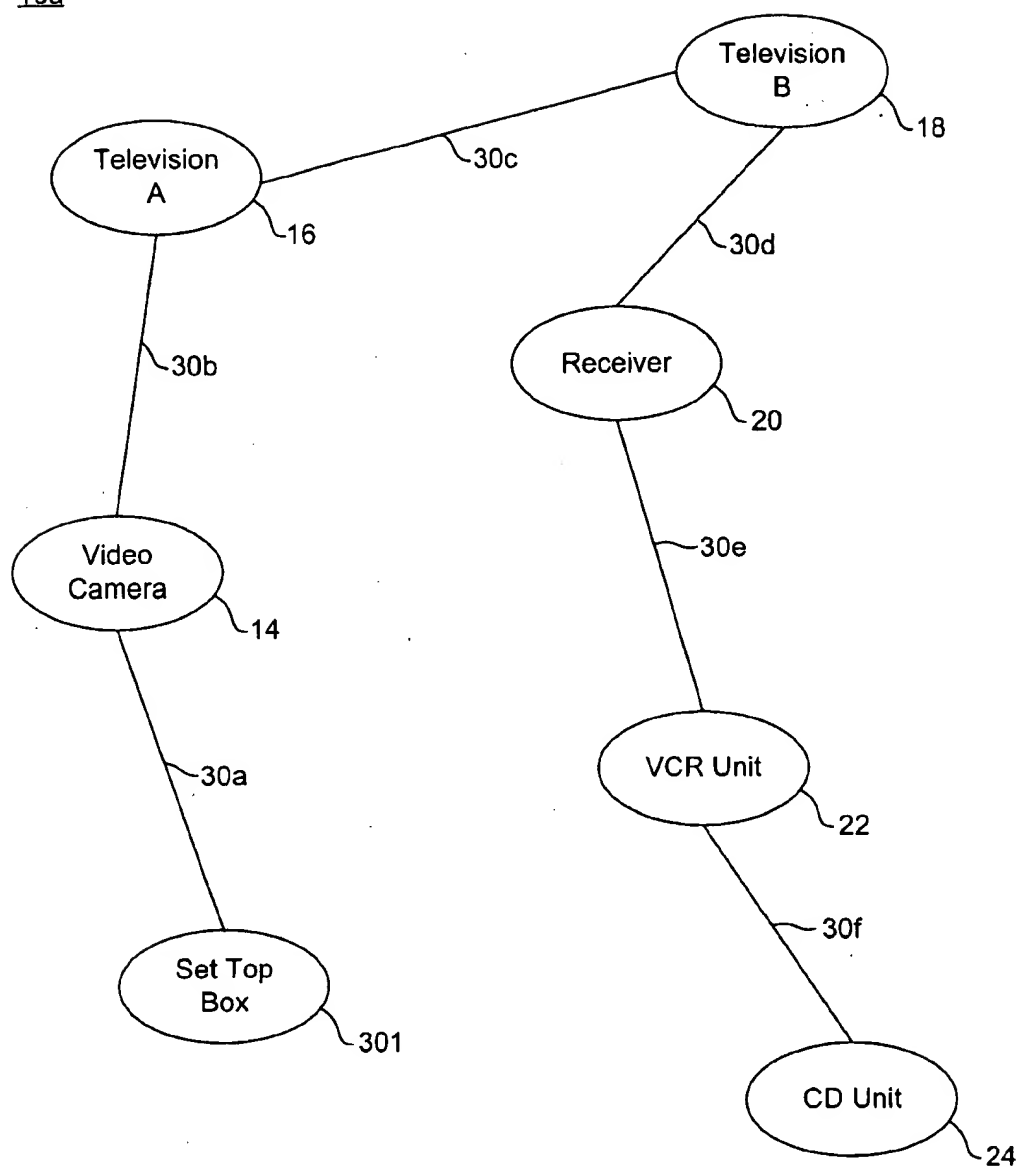 Television
B
18
30c
Television
A
16
30d
30b
Receiver
20
30e
Video
Camera
14
30a
VCR Unit
22
30f
Set Top
Box
301
CD Unit
24